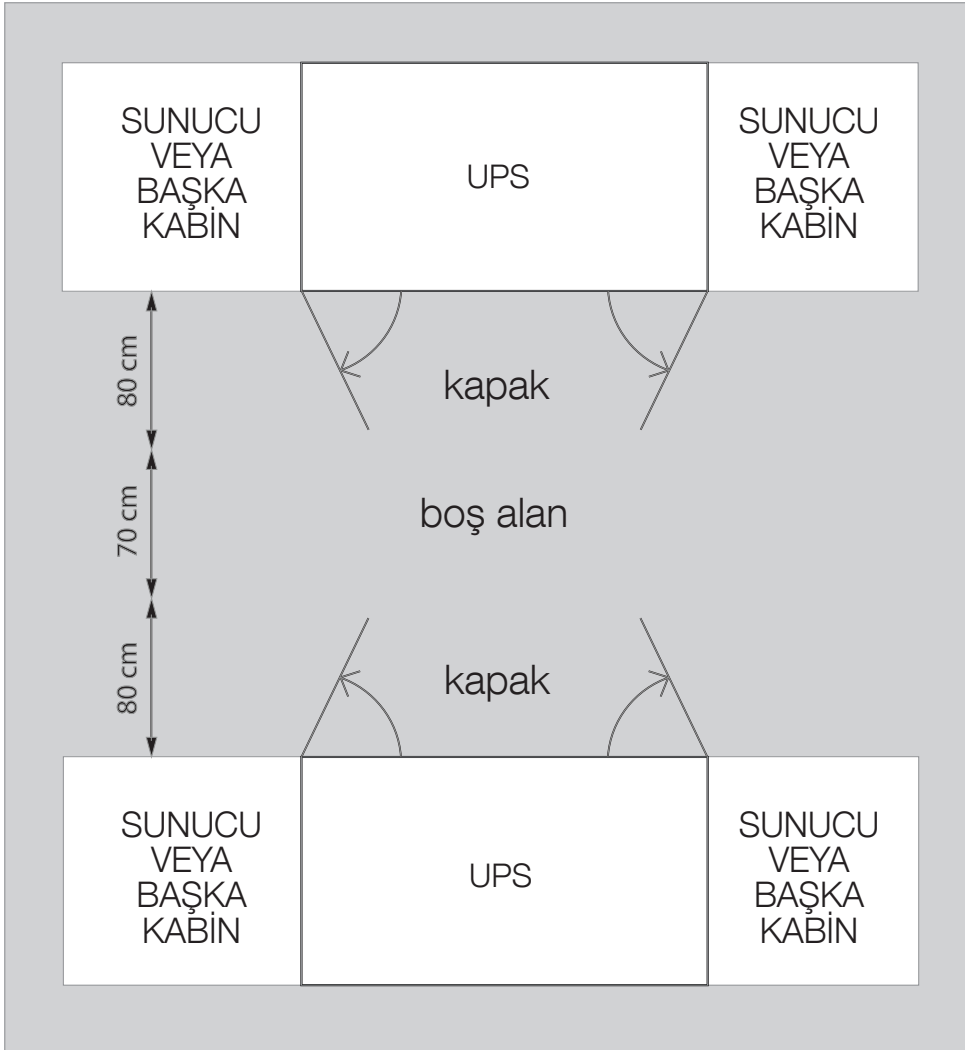 SUNUCU
VEYA
BAŞKA
KABİN
UPS
SUNUCU
VEYA
BAŞKA
KABİN
80 cm
kapak
70 cm
boş alan
80 cm
kapak
SUNUCU
VEYA
BAŞKA
KABİN
UPS
SUNUCU
VEYA
BAŞKA
KABİN